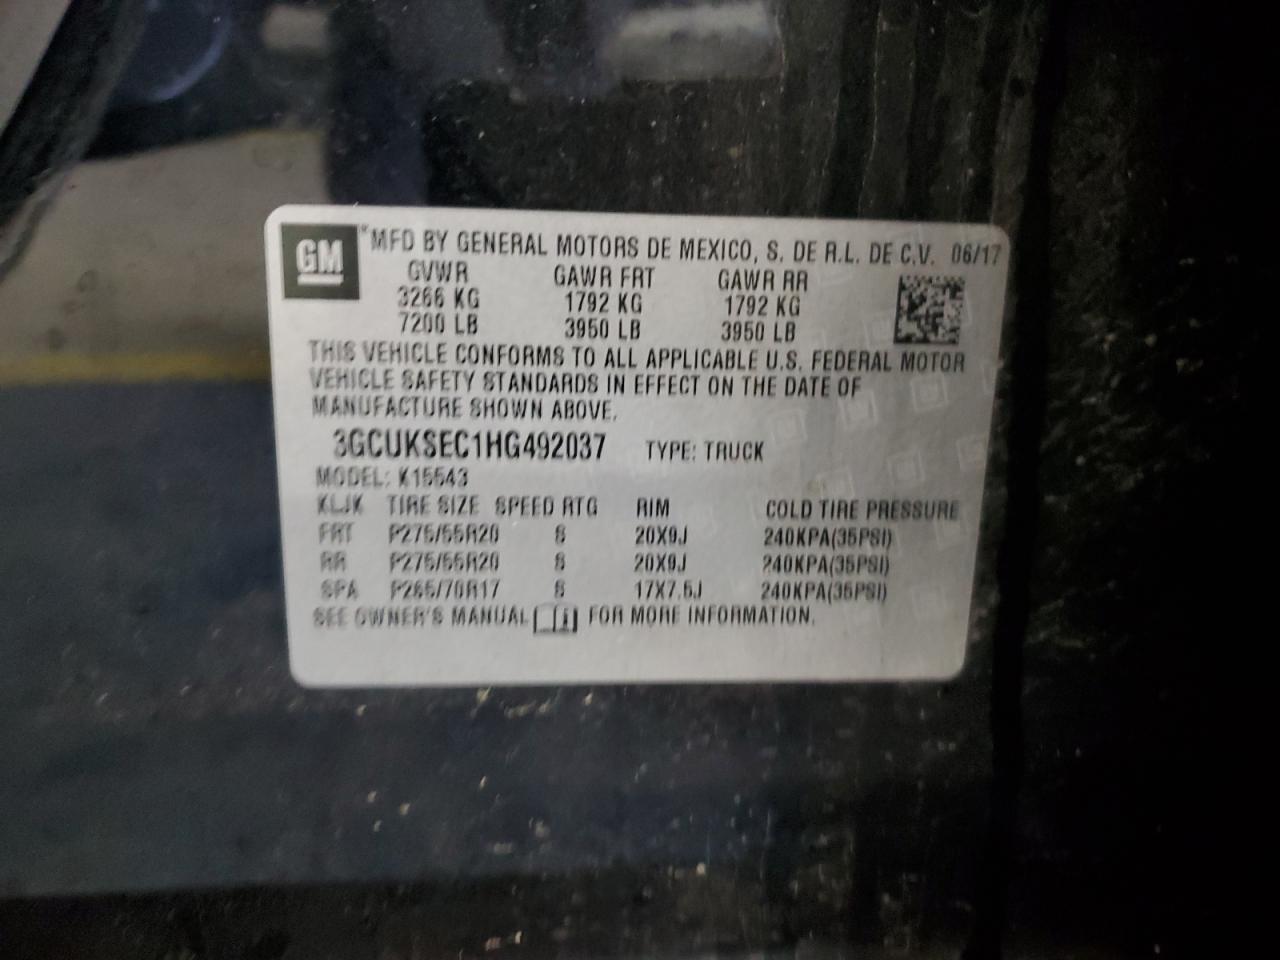 GM
MFD BY GENERAL MOTORS DE MEXICO, S. DE R.L. DE C.V. 06/17
GVWR GAWR FRT GAWR RR
3266 KG 1792 KG 1792 KG
7200 LB 3950 LB 3950 LB
THIS VEHICLE CONFORMS TO ALL APPLICABLE U.S. FEDERAL MOTOR
VEHICLE SAFETY STANDARDS IN EFFECT ON THE DATE OF
MANUFACTURE SHOWN ABOVE.
3GCUKSEC1HG492037 TYPE: TRUCK
MODEL: K15543
KLJK TIRE SIZE SPEED RTG RIM COLD TIRE PRESSURE
FRT P275/55R20 S 20X9J 240KPA(35PSI)
RR P275/55R20 S 20X9J 240KPA(35PSI)
SPA P265/70R17 S 17X7.5J 240KPA(35PSI)
SEE OWNER'S MANUAL FOR MORE INFORMATION.